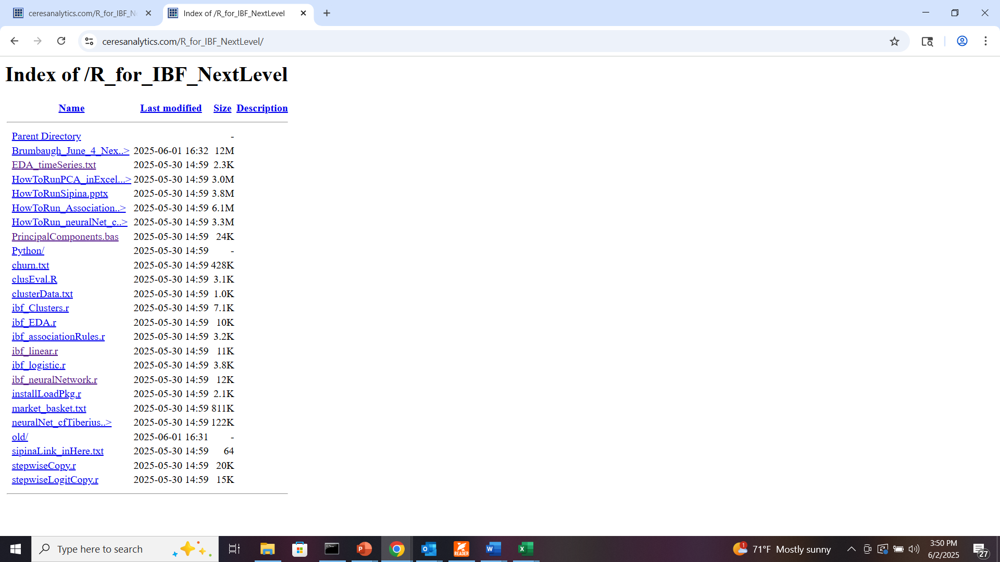 ceresanalytics.com/R_for_IBF_N
Index of /R_for_IBF_NextLevel
ceresanalytics.com/R_for_IBF_NextLevel/
Index of /R_for_IBF_NextLevel
Name Last modified Size Description
Parent Directory -
Brumbaugh_June_4_Nex..> 2025-06-01 16:32 12M
EDA_timeSeries.txt 2025-05-30 14:59 2.3K
HowToRunPCA_inExcel...> 2025-05-30 14:59 3.0M
HowToRunSipina.pptx 2025-05-30 14:59 3.8M
HowToRun_Association..> 2025-05-30 14:59 6.1M
HowToRun_neuralNet_c..> 2025-05-30 14:59 3.3M
PrincipalComponents.bas 2025-05-30 14:59 24K
Python/ 2025-05-30 14:59 -
churn.txt 2025-05-30 14:59 428K
clusEval.R 2025-05-30 14:59 3.1K
clusterData.txt 2025-05-30 14:59 1.0K
ibf_Clusters.r 2025-05-30 14:59 7.1K
ibf_EDA.r 2025-05-30 14:59 10K
ibf_associationRules.r 2025-05-30 14:59 3.2K
ibf_linear.r 2025-05-30 14:59 11K
ibf_logistic.r 2025-05-30 14:59 3.8K
ibf_neuralNetwork.r 2025-05-30 14:59 12K
installLoadPkg.r 2025-05-30 14:59 2.1K
market_basket.txt 2025-05-30 14:59 811K
neuralNet_cfTiberius..> 2025-05-30 14:59 122K
old/ 2025-06-01 16:31 -
sipinaLink_inHere.txt 2025-05-30 14:59 64
stepwiseCopy.r 2025-05-30 14:59 20K
stepwiseLogitCopy.r 2025-05-30 14:59 15K
Type here to search
P
O
READER
W
X
1
71°F Mostly sunny
3:50 PM
6/2/2025
27